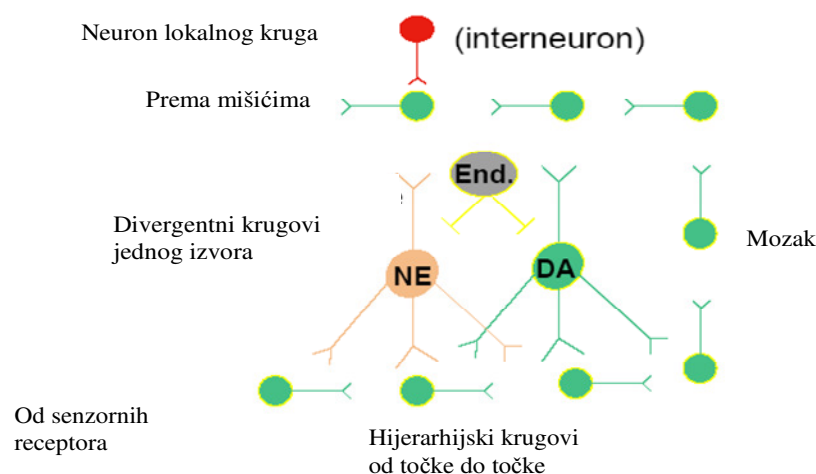 Neuron lokalnog kruga
(interneuron)
Prema mišićima
End.
Divergentni krugovi
jednog izvora
Mozak
NE
DA
Od senzornih
receptora
Hijerarhijski krugovi
od točke do točke